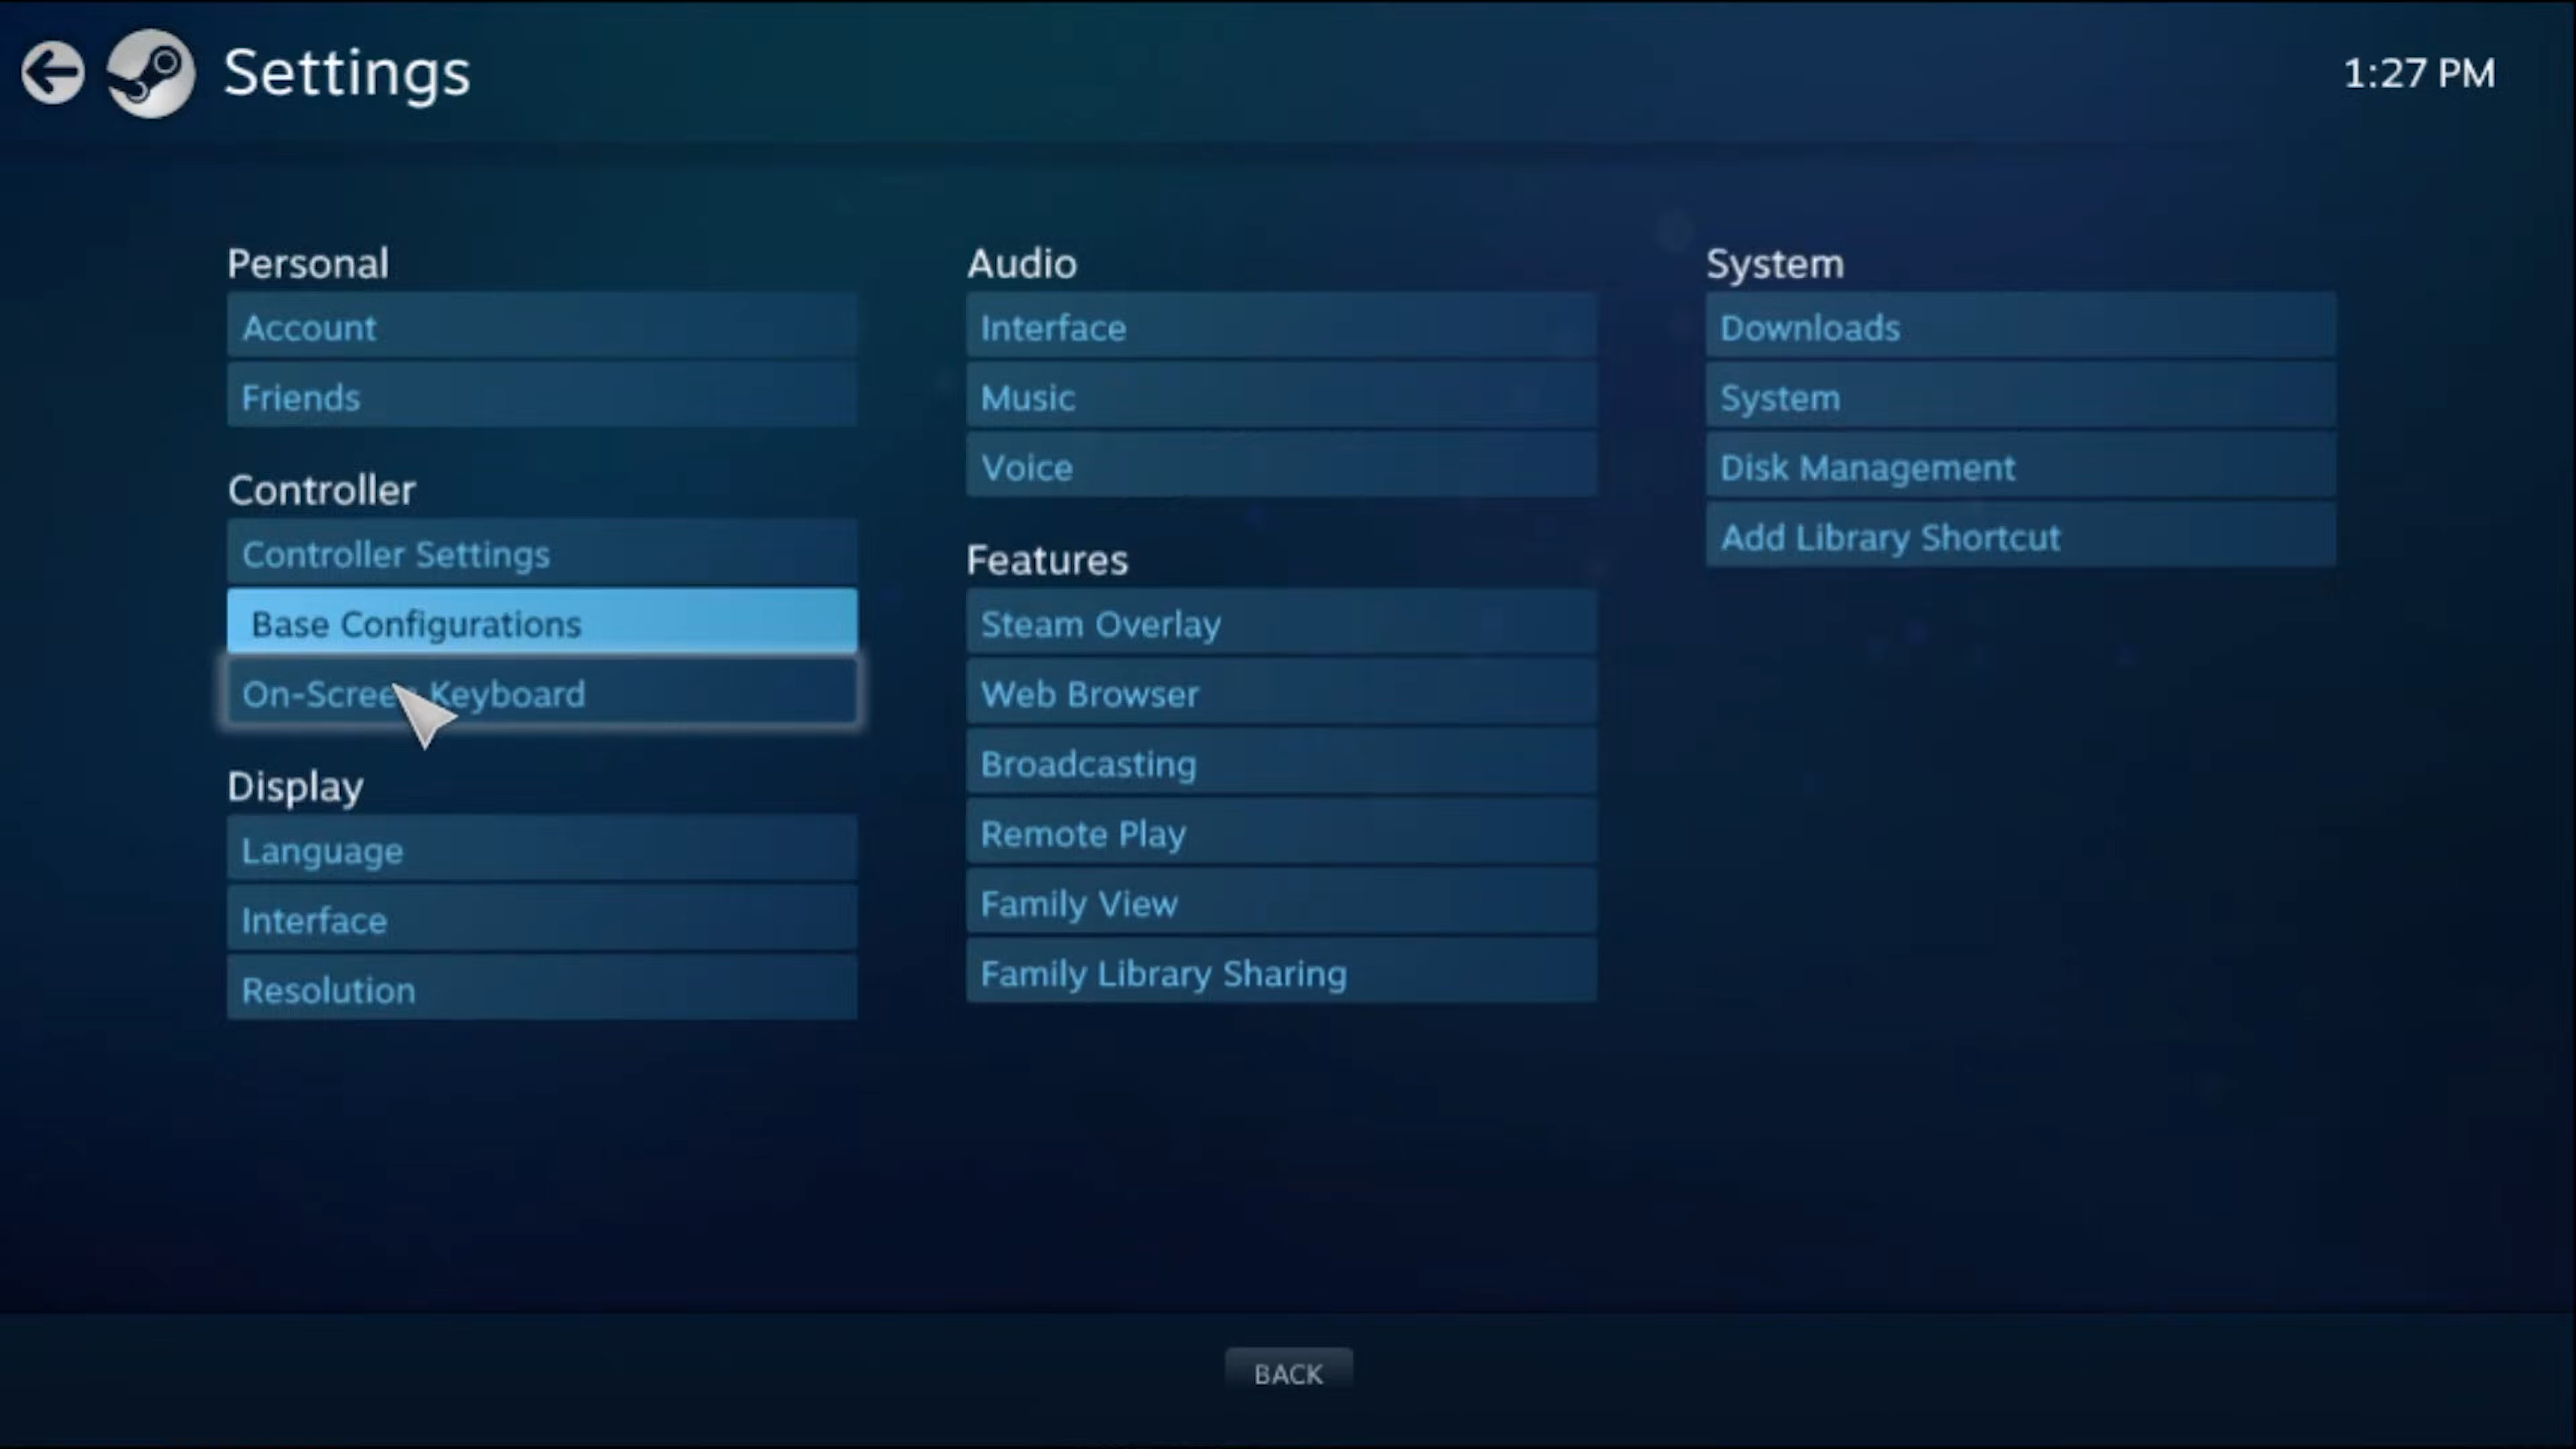 Settings
1:27 PM
Personal
Account
Friends
Controller
Controller Settings
Base Configurations
On-Screen Keyboard
Display
Language
Interface
Resolution
Audio
Interface
Music
Voice
Features
Steam Overlay
Web Browser
Broadcasting
Remote Play
Family View
Family Library Sharing
System
Downloads
System
Disk Management
Add Library Shortcut
BACK